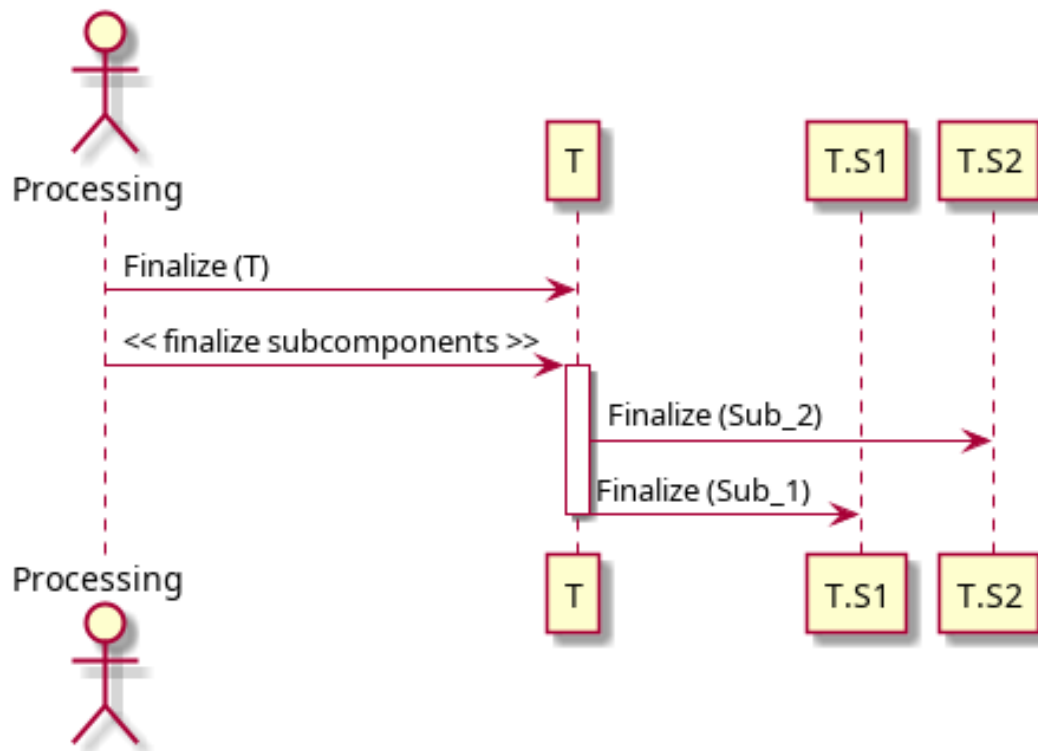 Processing
T
T.S1
T.S2
Finalize (T)
<< finalize subcomponents >>
Finalize (Sub_2)
Finalize (Sub_1)
Processing
T
T.S1
T.S2